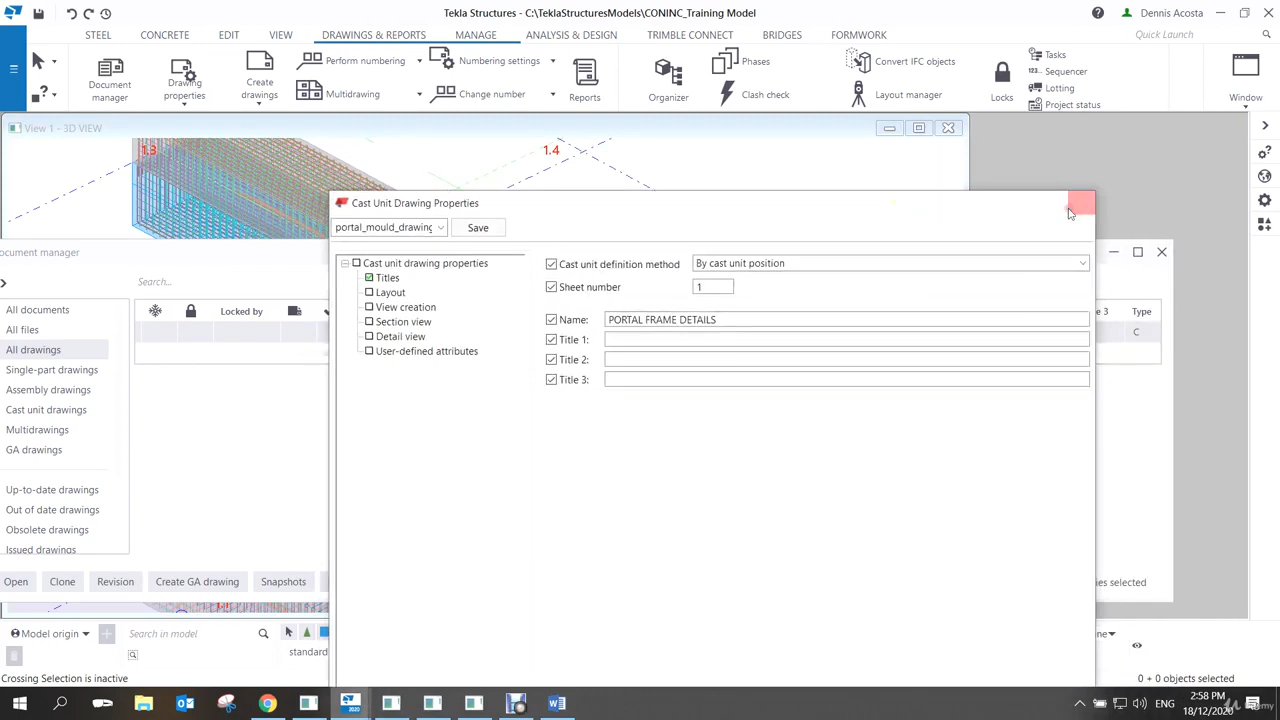 Tekla Structures - C:\TeklaStructuresModels\CONINC_Training Model
Dennis Acosta
STEEL CONCRETE EDIT VIEW DRAWINGS & REPORTS MANAGE ANALYSIS & DESIGN TRIMBLE CONNECT BRIDGES FORMWORK Quick Launch
Document manager
Drawing properties
Create drawings
Perform numbering
Multidrawing
Numbering settings
Change number
Reports
Organizer
Phases
Clash check
Convert IFC objects
Layout manager
Locks
Tasks
Sequencer
Lotting
Project status
Window
View 1 - 3D VIEW
1.3
1.4
Cast Unit Drawing Properties
portal_mould_drawing
Save
ocument manager
Search...
Cast unit drawing properties
Titles
Layout
View creation
Section view
Detail view
User-defined attributes
Cast unit definition method By cast unit position
Sheet number 1
Name: PORTAL FRAME DETAILS
Title 1:
Title 2:
Title 3:
All documents
All files
All drawings
Single-part drawings
Assembly drawings
Cast unit drawings
Multidrawings
GA drawings
Up-to-date drawings
Out of date drawings
Obsolete drawings
Issued drawings
Locked by
3 Type
C
Open Clone Revision Create GA drawing Snapshots
es selected
Model origin
Search in model
standard
ne
Crossing Selection is inactive
0 + 0 objects selected
2020
ENG
2:58 PM
18/12/2020